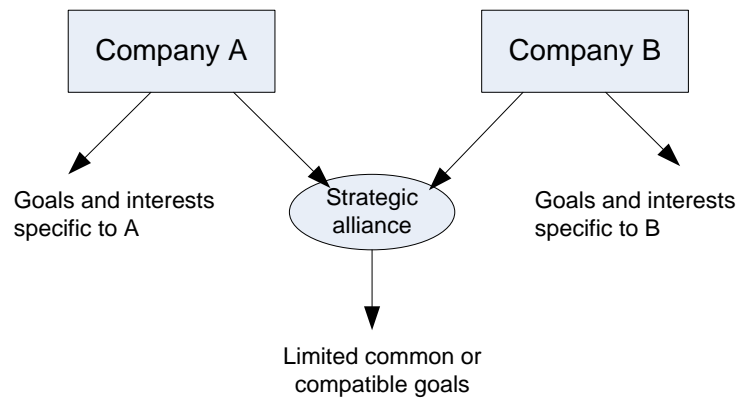 Company A
Company B
Goals and interests
specific to A
Strategic
alliance
Goals and interests
specific to B
Limited common or
compatible goals